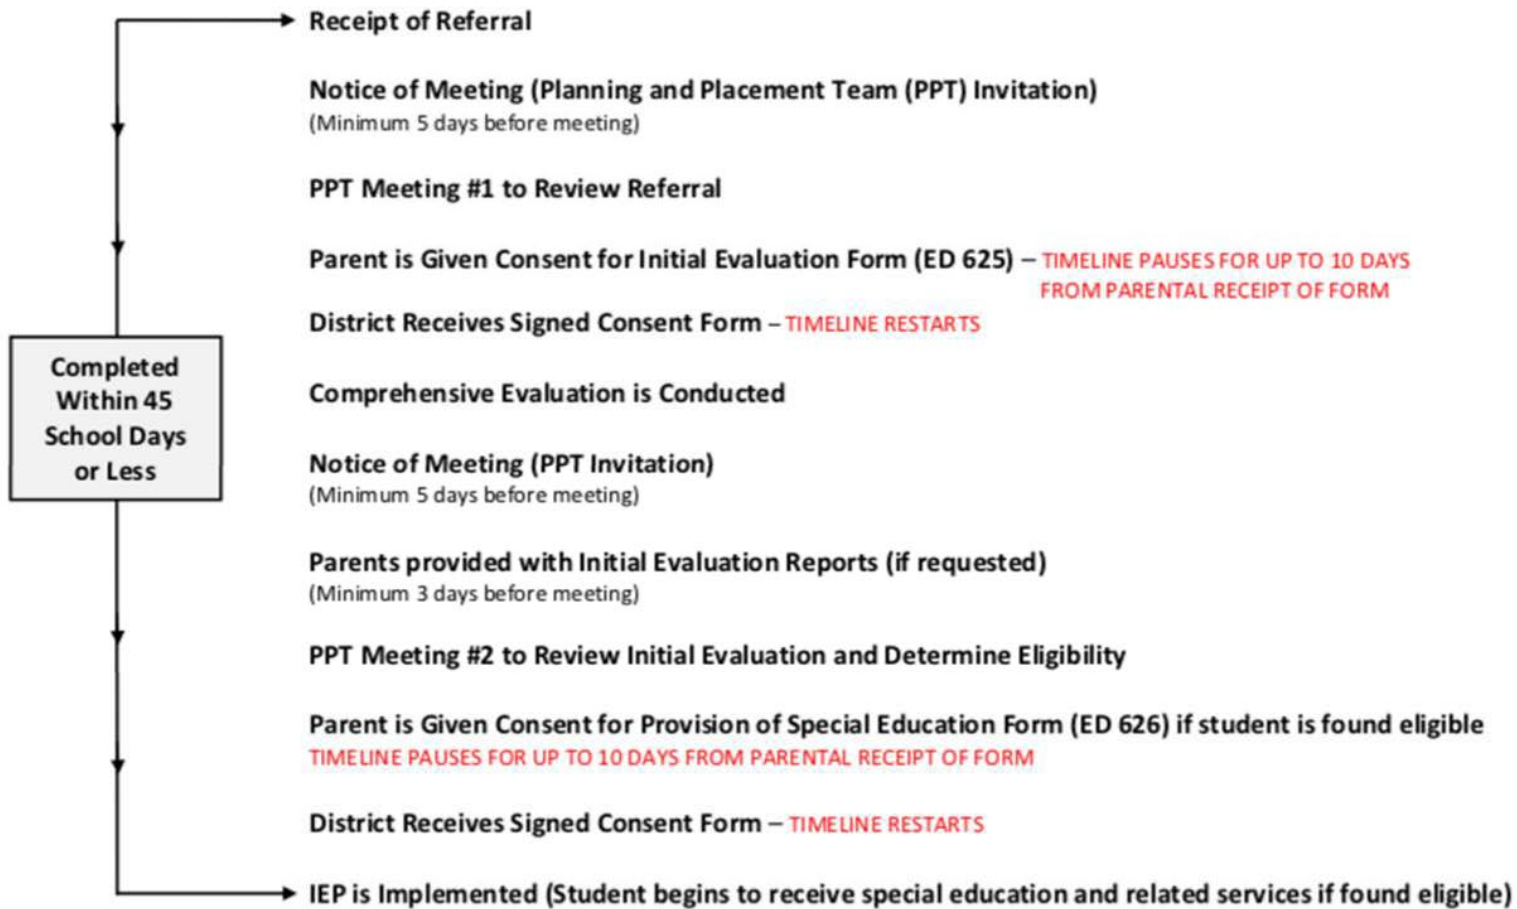 Receipt of Referral
Notice of Meeting (Planning and Placement Team (PPT) Invitation)
(Minimum 5 days before meeting)
PPT Meeting #1 to Review Referral
Parent is Given Consent for Initial Evaluation Form (ED 625) – TIMELINE PAUSES FOR UP TO 10 DAYS
FROM PARENTAL RECEIPT OF FORM
District Receives Signed Consent Form – TIMELINE RESTARTS
Completed
Within 45
School Days
or Less
Comprehensive Evaluation is Conducted
Notice of Meeting (PPT Invitation)
(Minimum 5 days before meeting)
Parents provided with Initial Evaluation Reports (if requested)
(Minimum 3 days before meeting)
PPT Meeting #2 to Review Initial Evaluation and Determine Eligibility
Parent is Given Consent for Provision of Special Education Form (ED 626) if student is found eligible
TIMELINE PAUSES FOR UP TO 10 DAYS FROM PARENTAL RECEIPT OF FORM
District Receives Signed Consent Form – TIMELINE RESTARTS
IEP is Implemented (Student begins to receive special education and related services if found eligible)